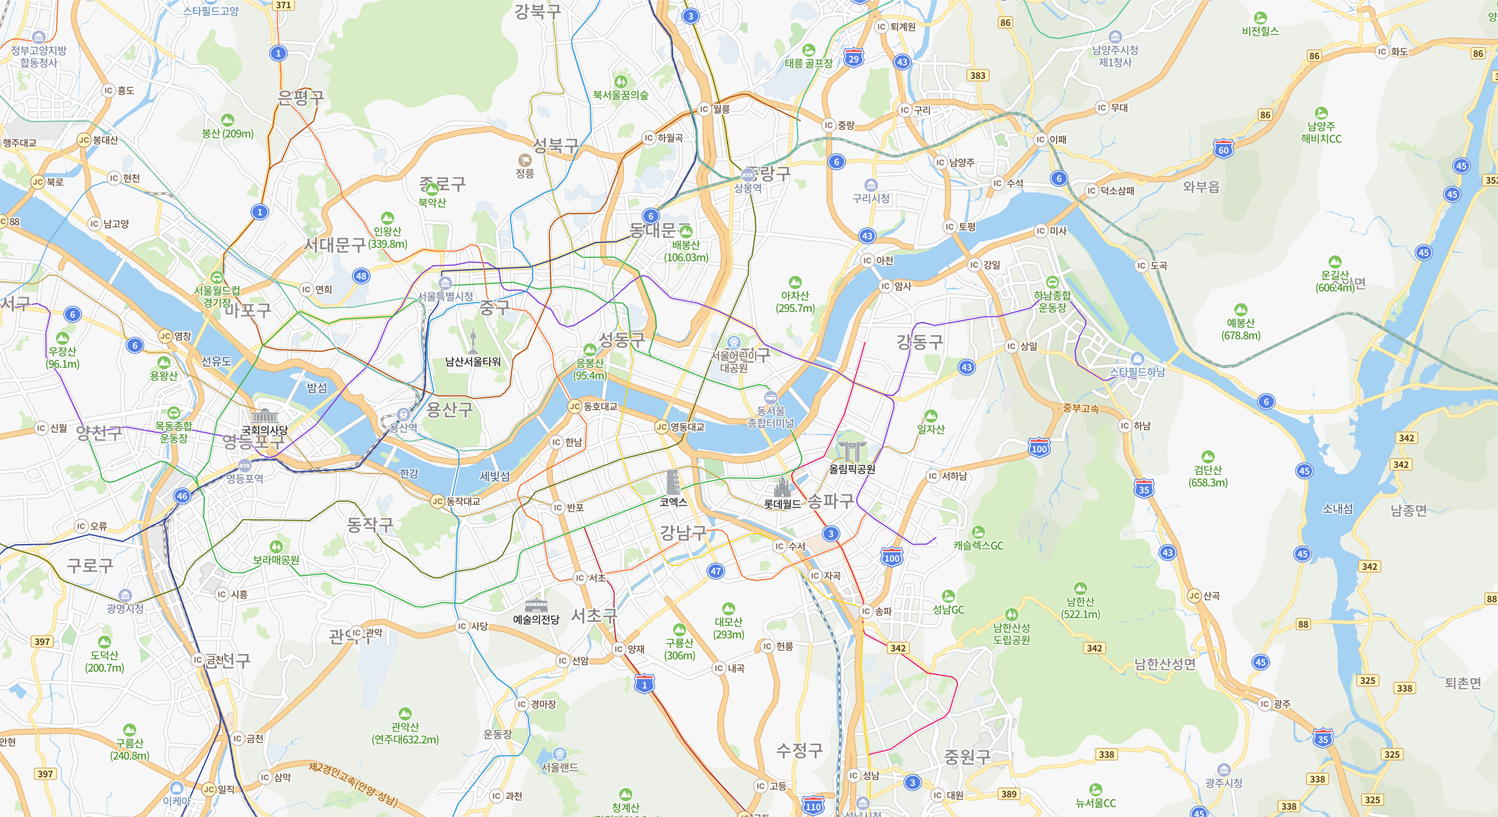 371
스타필드고양
강북구
3
IC 퇴계원
86
비전힐스
정부고양지방
합동청사
1
남양주시청
제1청사
IC 화도
86
86
태릉 골프장
29
43
383
IC 흥도
은평구
북서울꿈의숲
IC 월릉
IC 구리
IC 무대
86
남양주
해비치CC
봉산 (209m)
행주대교
JC 봉대산
성북구
IC 하월곡
IC 중랑
IC 이패
60
정릉
6
IC 남양주
45
JC 북로
IC 현천
종로구
북악산
KTX
상봉역
구리시청
IC 수석
6
IC 덕소삼패
와부읍
45
352
88
IC 남고양
1
인왕산
(339.8m)
6
동대문
배봉산
(106.03m)
43
IC 토평
IC 미사
서대문구
45
48
서울월드컵
경기장
IC 연희
서울특별시청
중구
아차산
(295.7m)
IC 아천
IC 암사
IC 강일
하남종합
운동장
IC 도곡
운길산
(606.4m)
서구
6
마포구
예봉산
(678.8m)
JC 염창
6
우장산
(96.1m)
선유도
용왕산
남산서울타워
성동구
응봉산
(95.4m)
서울어린이
대공원
강동구
IC 상일
43
스타필드하남
밤섬
6
목동종합
운동장
국회의사당
용산구
용산역
JC 동호대교
동서울
종합터미널
중부고속
IC 신월
양천구
영등포구
JC 영동대교
일자산
IC 하남
342
IC 한남
100
KTX
영등포역
한강
세빛섬
올림픽공원
검단산
(658.3m)
45
342
46
JC 동작대교
코엑스
롯데월드
송파구
IC 서하남
35
IC 오류
동작구
IC 반포
소내섬
남종면
강남구
3
캐슬렉스GC
보라매공원
IC 수서
100
43
45
342
구로구
47
IC 서초
IC 자곡
광명시청
IC 시흥
예술의전당
서초구
대모산
(293m)
IC 송파
성남GC
남한산
(522.1m)
JC 산곡
88
397
IC 관악
IC 사당
구룡산
(306m)
남한산성
도립공원
88
도덕산
(200.7m)
IC 금천
IC 선암
IC 양재
IC 헌릉
342
342
남한산성면
45
IC 내곡
1
325
338
퇴촌면
IC 경마장
IC 광주
관악산
(연주대632.2m)
구름산
(240.8m)
IC 금천
운동장
수정구
35
안현
서울랜드
중원구
338
325
397
제2경인고속(안양-성남)
IC 삼막
IC 성남
3
광주시청
338
이케아
JC 일직
IC 과천
청계산
IC 고등
110
IC 대원
389
뉴서울CC
338
325
45